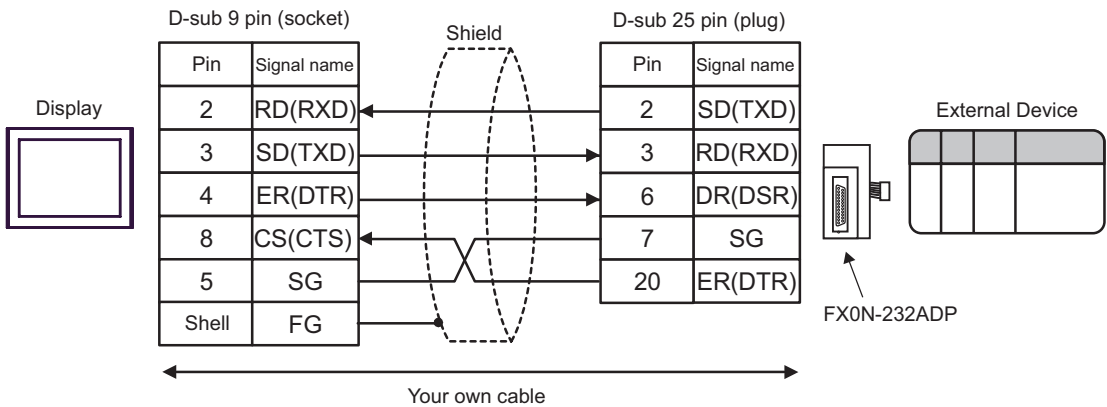 D-sub 9 pin (socket)
Shield
D-sub 25 pin (plug)
Pin Signal name
Pin Signal name
Display
2 RD(RXD)
2 SD(TXD)
External Device
3 SD(TXD)
3 RD(RXD)
4 ER(DTR)
6 DR(DSR)
8 CS(CTS)
7 SG
5 SG
20 ER(DTR)
Shell FG
FX0N-232ADP
Your own cable